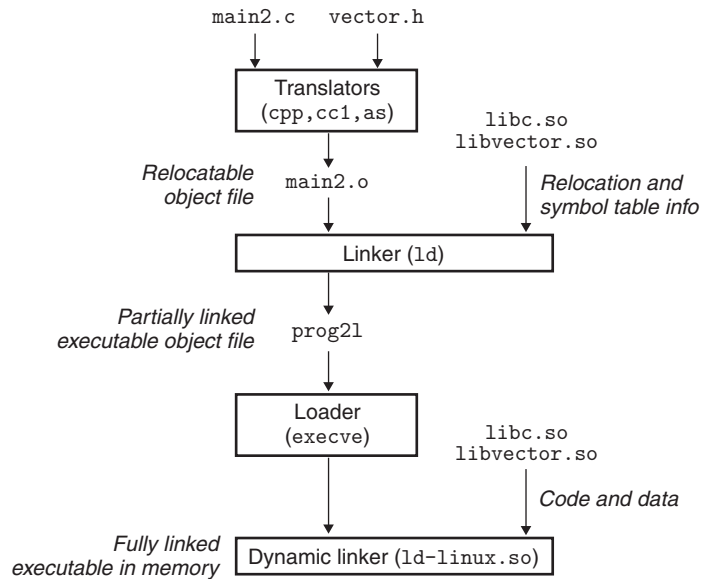 main2.c vector.h
Translators
(cpp,cc1,as)
libc.so
libvector.so
Relocatable
object file
main2.o
Relocation and
symbol table info
Linker (ld)
Partially linked
executable object file
prog2l
Loader
(execve)
libc.so
libvector.so
Code and data
Fully linked
executable in memory
Dynamic linker (ld-linux.so)